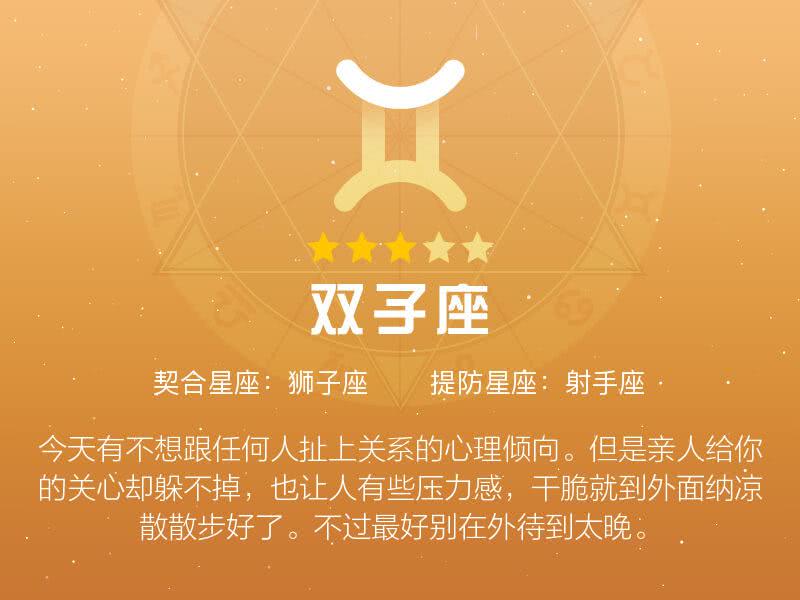 双子座
契合星座：狮子座 提防星座：射手座
今天有不想跟任何人扯上关系的心理倾向。但是亲人给你
的关心却躲不掉，也让人有些压力感，干脆就到外面纳凉
散散步好了。不过最好别在外待到太晚。